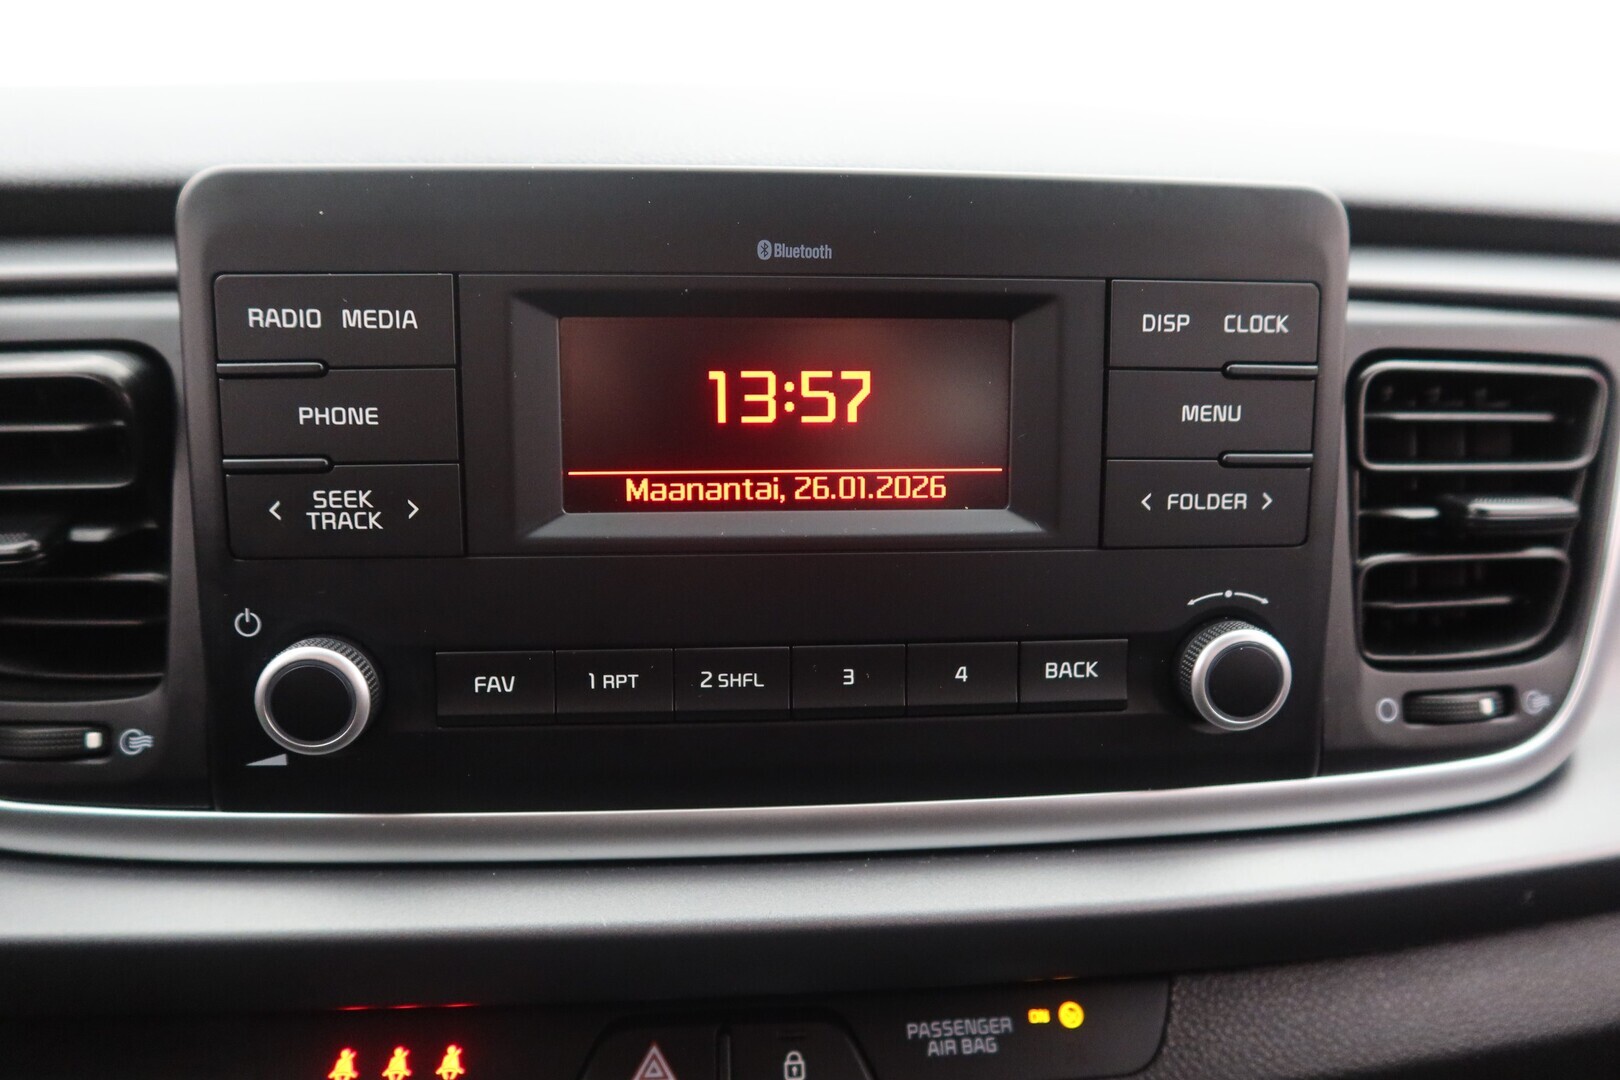 Bluetooth
RADIO MEDIA
DISP CLOCK
13:57
PHONE
MENU
SEEK
TRACK
Maanantai, 26.01.2026
FOLDER
FAV
1 RPT
2 SHFL
3
4
BACK
PASSENGER
AIR BAG
ON